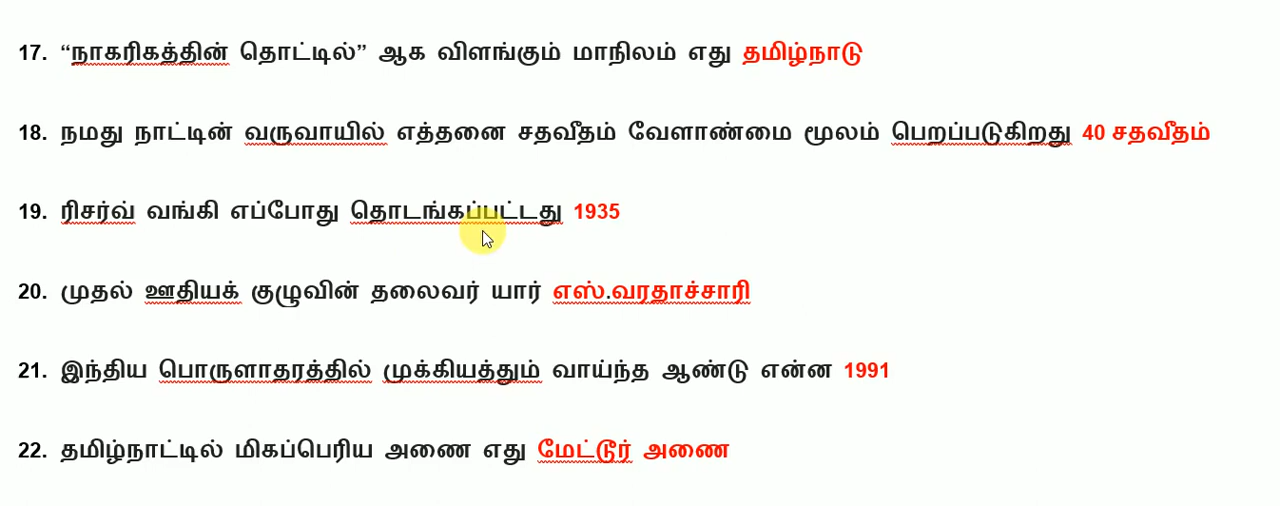 17. “நாகரிகத்தின் தொட்டில்” ஆக விளங்கும் மாநிலம் எது தமிழ்நாடு
18. நமது நாட்டின் வருவாயில் எத்தனை சதவீதம் வேளாண்மை மூலம் பெறப்படுகிறது 40 சதவீதம்
19. ரிசர்வ் வங்கி எப்போது தொடங்கப்பட்டது 1935
20. முதல் ஊதியக் குழுவின் தலைவர் யார் எஸ்.வரதாச்சாரி
21. இந்திய பொருளாதரத்தில் முக்கியத்தும் வாய்ந்த ஆண்டு என்ன 1991
22. தமிழ்நாட்டில் மிகப்பெரிய அணை எது மேட்டூர் அணை